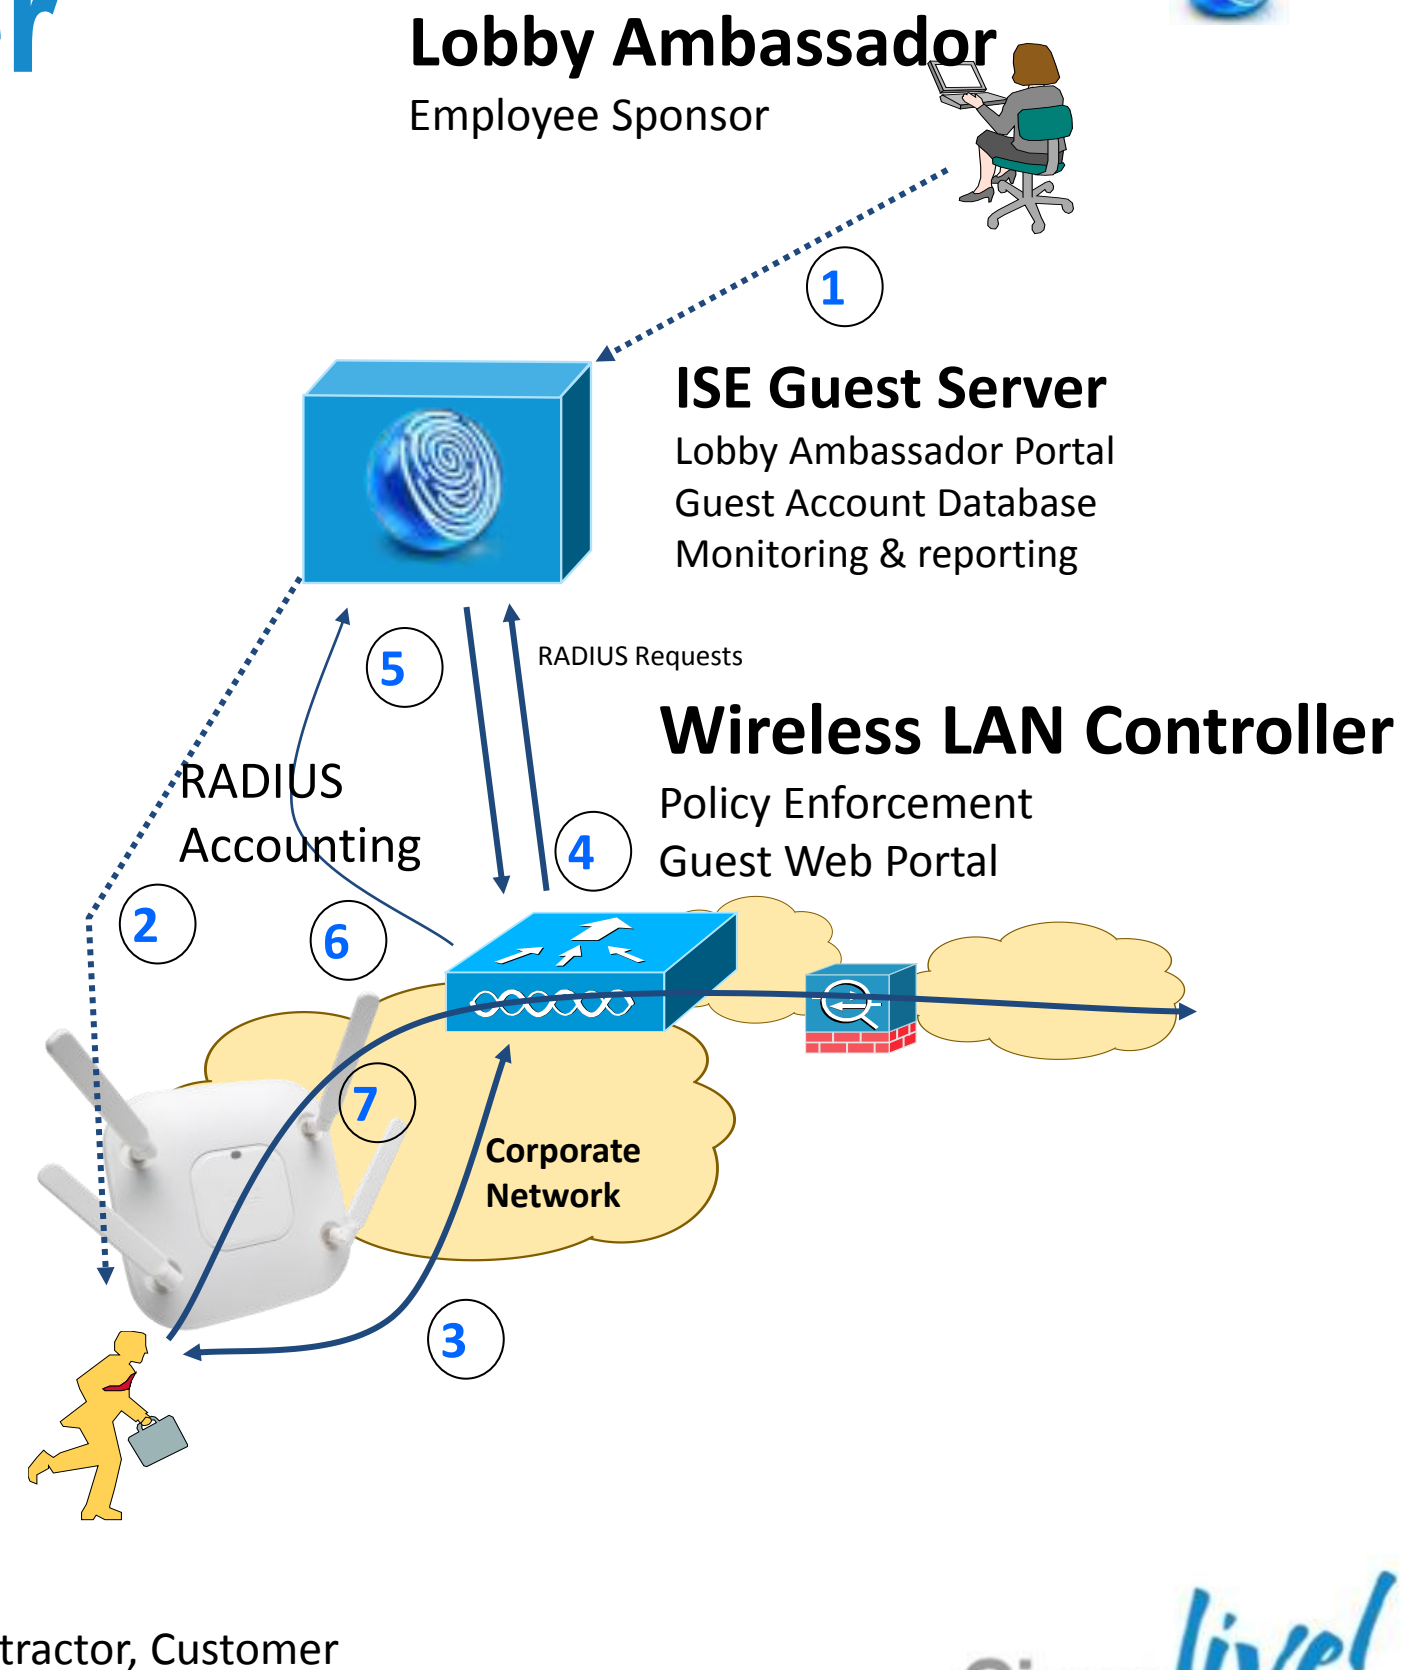 Lobby Ambassador
Employee Sponsor
1
ISE Guest Server
Lobby Ambassador Portal
Guest Account Database
Monitoring & reporting
5
RADIUS Requests
Wireless LAN Controller
Policy Enforcement
Guest Web Portal
RADIUS
Accounting
4
2
6
7
Corporate
Network
3
Customer
live!